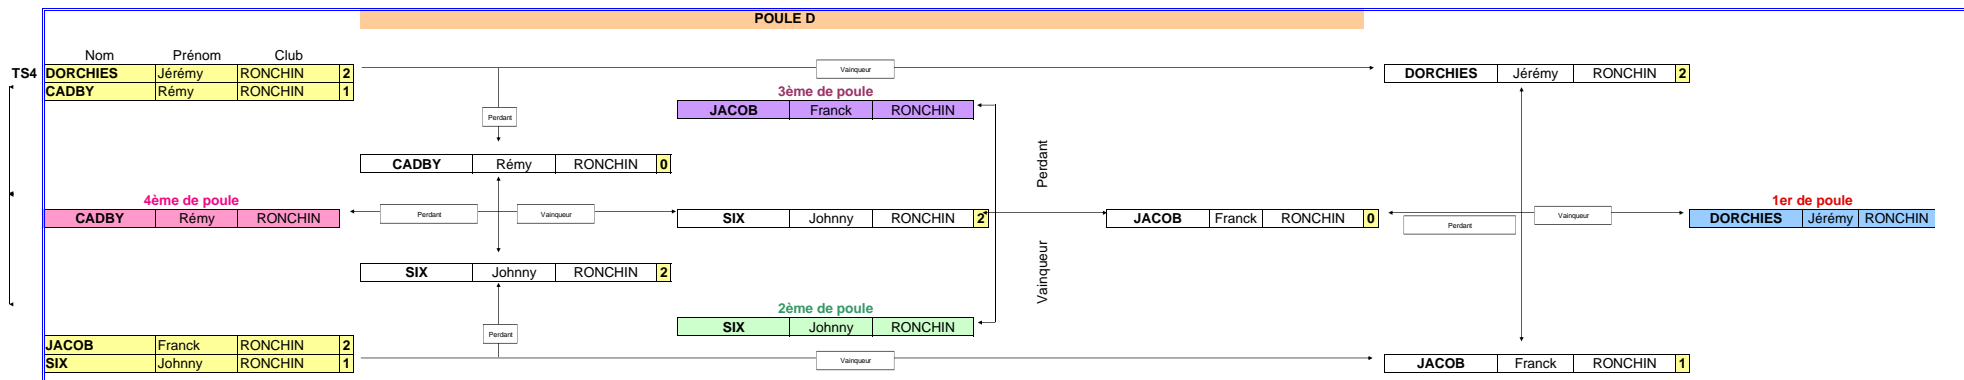 POULE D
Nom Prénom Club
TS4 DORCHIES Jérémy RONCHIN 2 Vainqueur DORCHIES Jérémy RONCHIN 2
CADBY Rémy RONCHIN 1 3ème de poule
Perdant JACOB Franck RONCHIN
Perdant
CADBY Rémy RONCHIN 0
4ème de poule 1er de poule
CADBY Rémy RONCHIN Perdant Vainqueur SIX Johnny RONCHIN 2 JACOB Franck RONCHIN 0 Perdant Vainqueur DORCHIES Jérémy RONCHIN
SIX Johnny RONCHIN 2 Vainqueur
2ème de poule
Perdant SIX Johnny RONCHIN
JACOB Franck RONCHIN 2
SIX Johnny RONCHIN 1 Vainqueur JACOB Franck RONCHIN 1